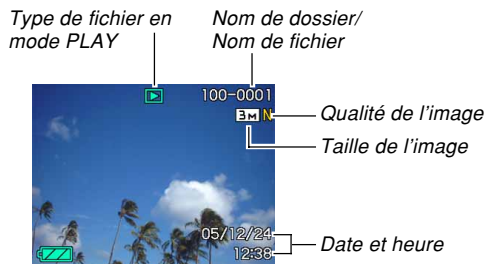 Type de fichier en
mode PLAY
Nom de dossier/
Nom de fichier
100-0001
3M N
Qualité de l'image
Taille de l'image
05/12/24
12:38
Date et heure